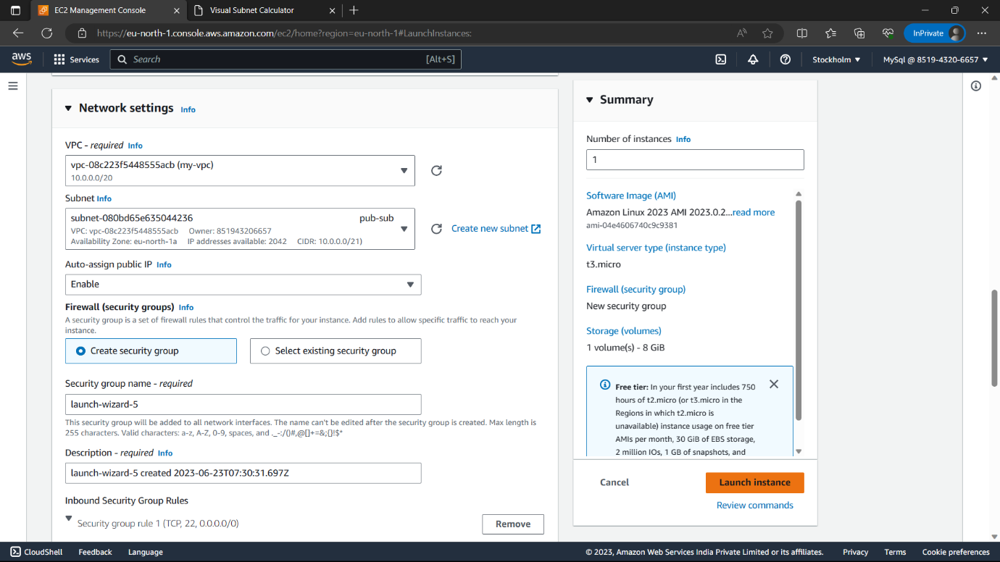 EC2 Management Console
Visual Subnet Calculator
https://eu-north-1.console.aws.amazon.com/ec2/home?region=eu-north-1#LaunchInstances:
InPrivate
aws
Services
Search
[Alt+S]
Stockholm
MySql @ 8519-4320-6657
Network settings Info
VPC - required Info
vpc-08c223f5448555acb (my-vpc)
10.0.0.0/20
Subnet Info
subnet-080bd65e635044236 pub-sub
VPC: vpc-08c223f5448555acb Owner: 851943206657
Availability Zone: eu-north-1a IP addresses available: 2042 CIDR: 10.0.0.0/21)
Create new subnet
Auto-assign public IP Info
Enable
Firewall (security groups) Info
A security group is a set of firewall rules that control the traffic for your instance. Add rules to allow specific traffic to reach your
instance.
Create security group
Select existing security group
Security group name - required
launch-wizard-5
This security group will be added to all network interfaces. The name can't be edited after the security group is created. Max length is
255 characters. Valid characters: a-z, A-Z, 0-9, spaces, and ._-:/()#,@[]+=&;{}!$*
Description - required Info
launch-wizard-5 created 2023-06-23T07:30:31.697Z
Inbound Security Group Rules
Security group rule 1 (TCP, 22, 0.0.0.0/0)
Remove
Summary
Number of instances Info
1
Software Image (AMI)
Amazon Linux 2023 AMI 2023.0.2...read more
ami-04e4606740c9c9381
Virtual server type (instance type)
t3.micro
Firewall (security group)
New security group
Storage (volumes)
1 volume(s) - 8 GiB
Free tier: In your first year includes 750
hours of t2.micro (or t3.micro in the
Regions in which t2.micro is
unavailable) instance usage on free tier
AMIs per month, 30 GiB of EBS storage,
2 million IOs, 1 GB of snapshots, and
Cancel
Launch instance
Review commands
CloudShell
Feedback
Language
© 2023, Amazon Web Services India Private Limited or its affiliates.
Privacy
Terms
Cookie preferences